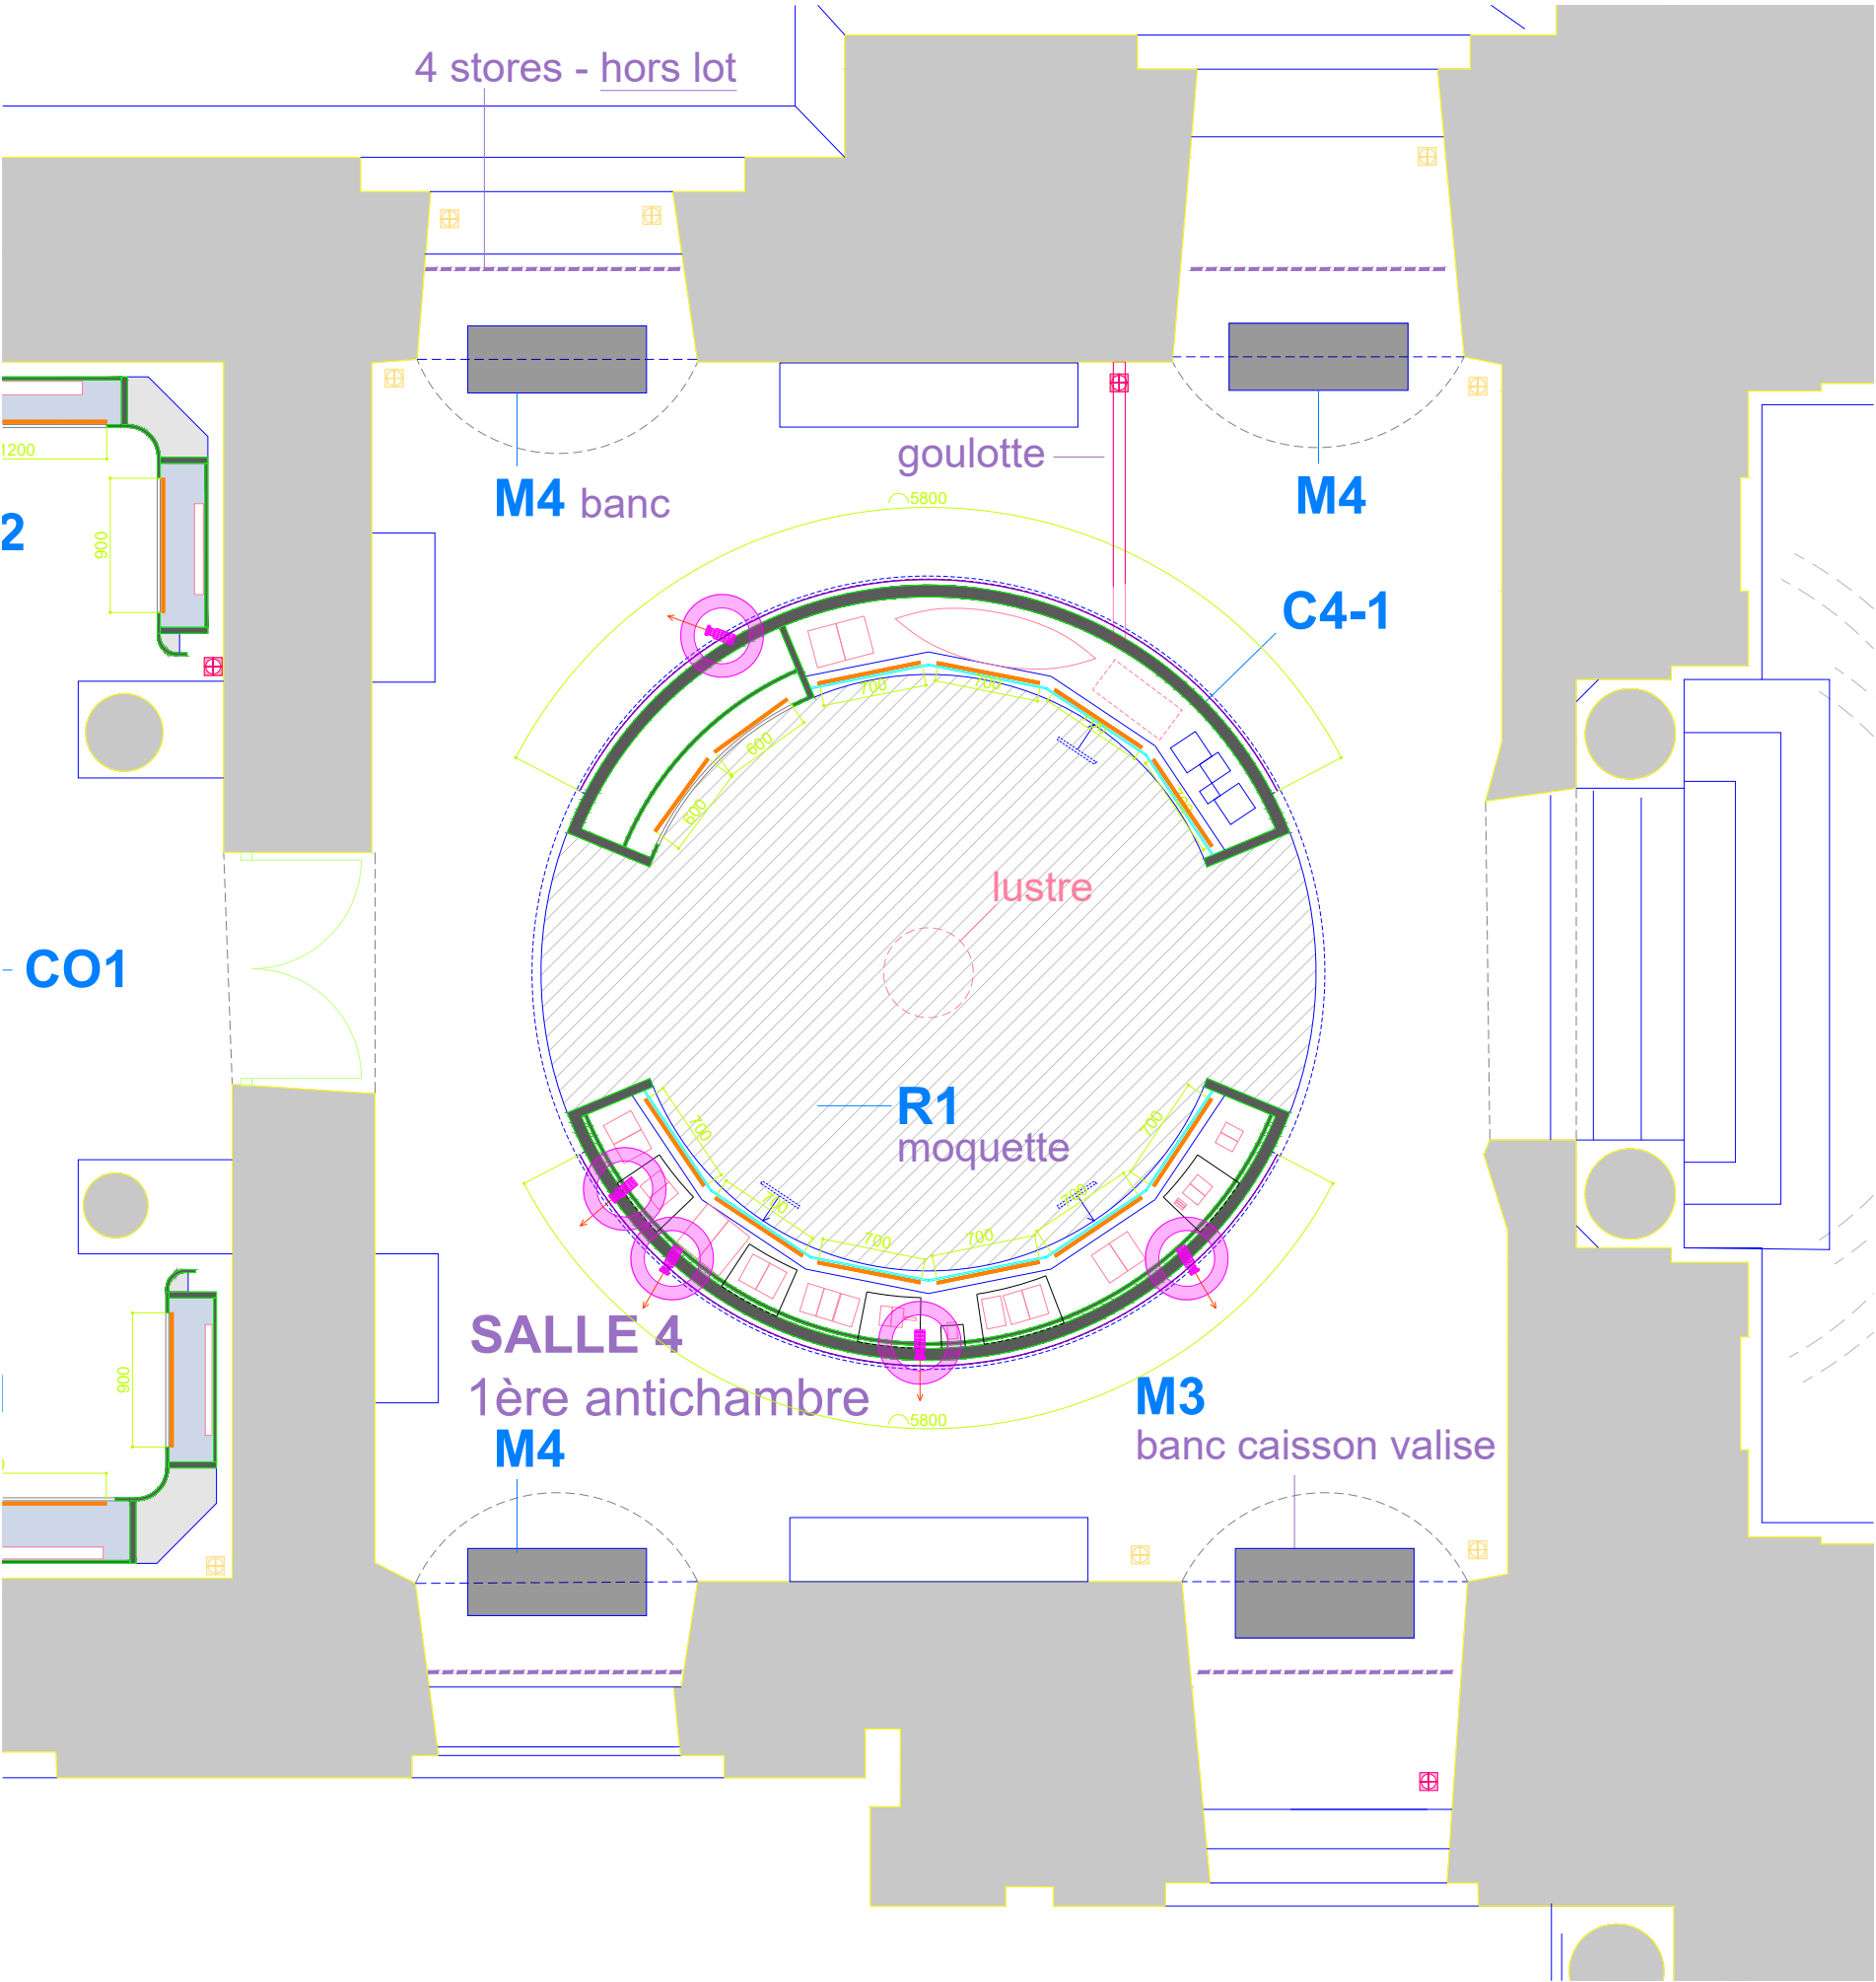 4 stores - hors lot
1200
goulotte
M4 banc
M4
5800
2
900
C4-1
700
700
600
600
lustre
CO1
R1
moquette
700
700
700
700
700
700
SALLE 4
1ère antichambre
5800
M3
banc caisson valise
M4
900